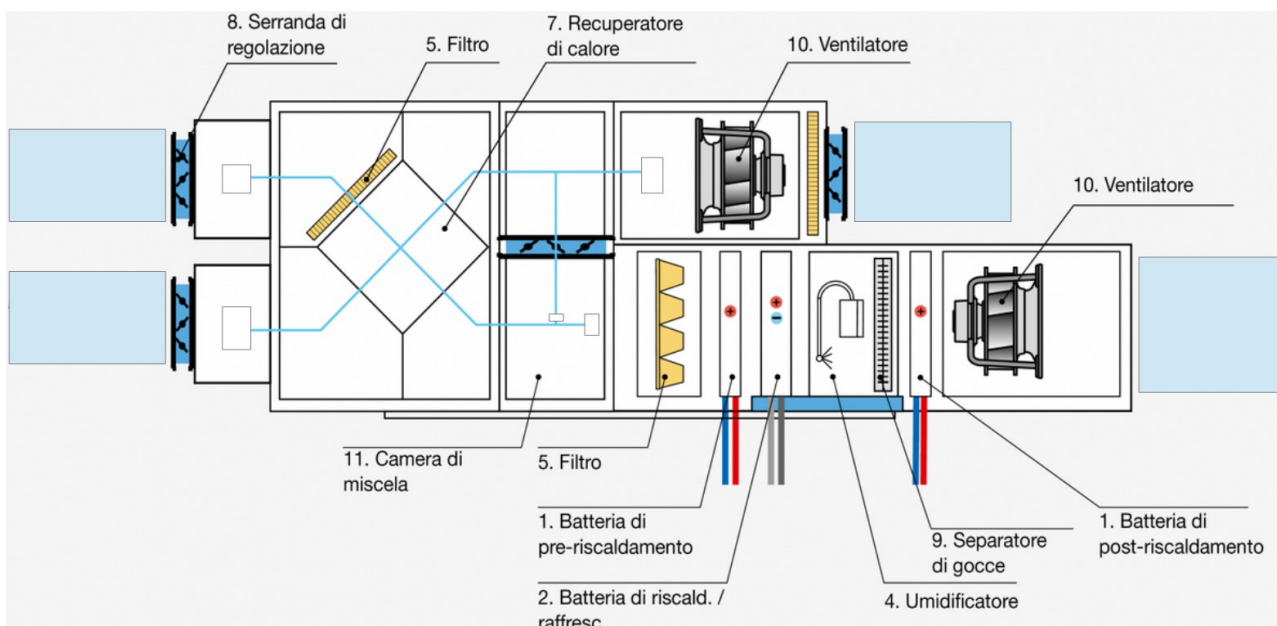 8. Serranda di
regolazione
5. Filtro
7. Recuperatore
di calore
10. Ventilatore
10. Ventilatore
11. Camera di
miscela
5. Filtro
1. Batteria di
pre-riscaldamento
2. Batteria di riscald. /
raffresc.
9. Separatore
di gocce
4. Umidificatore
1. Batteria di
post-riscaldamento